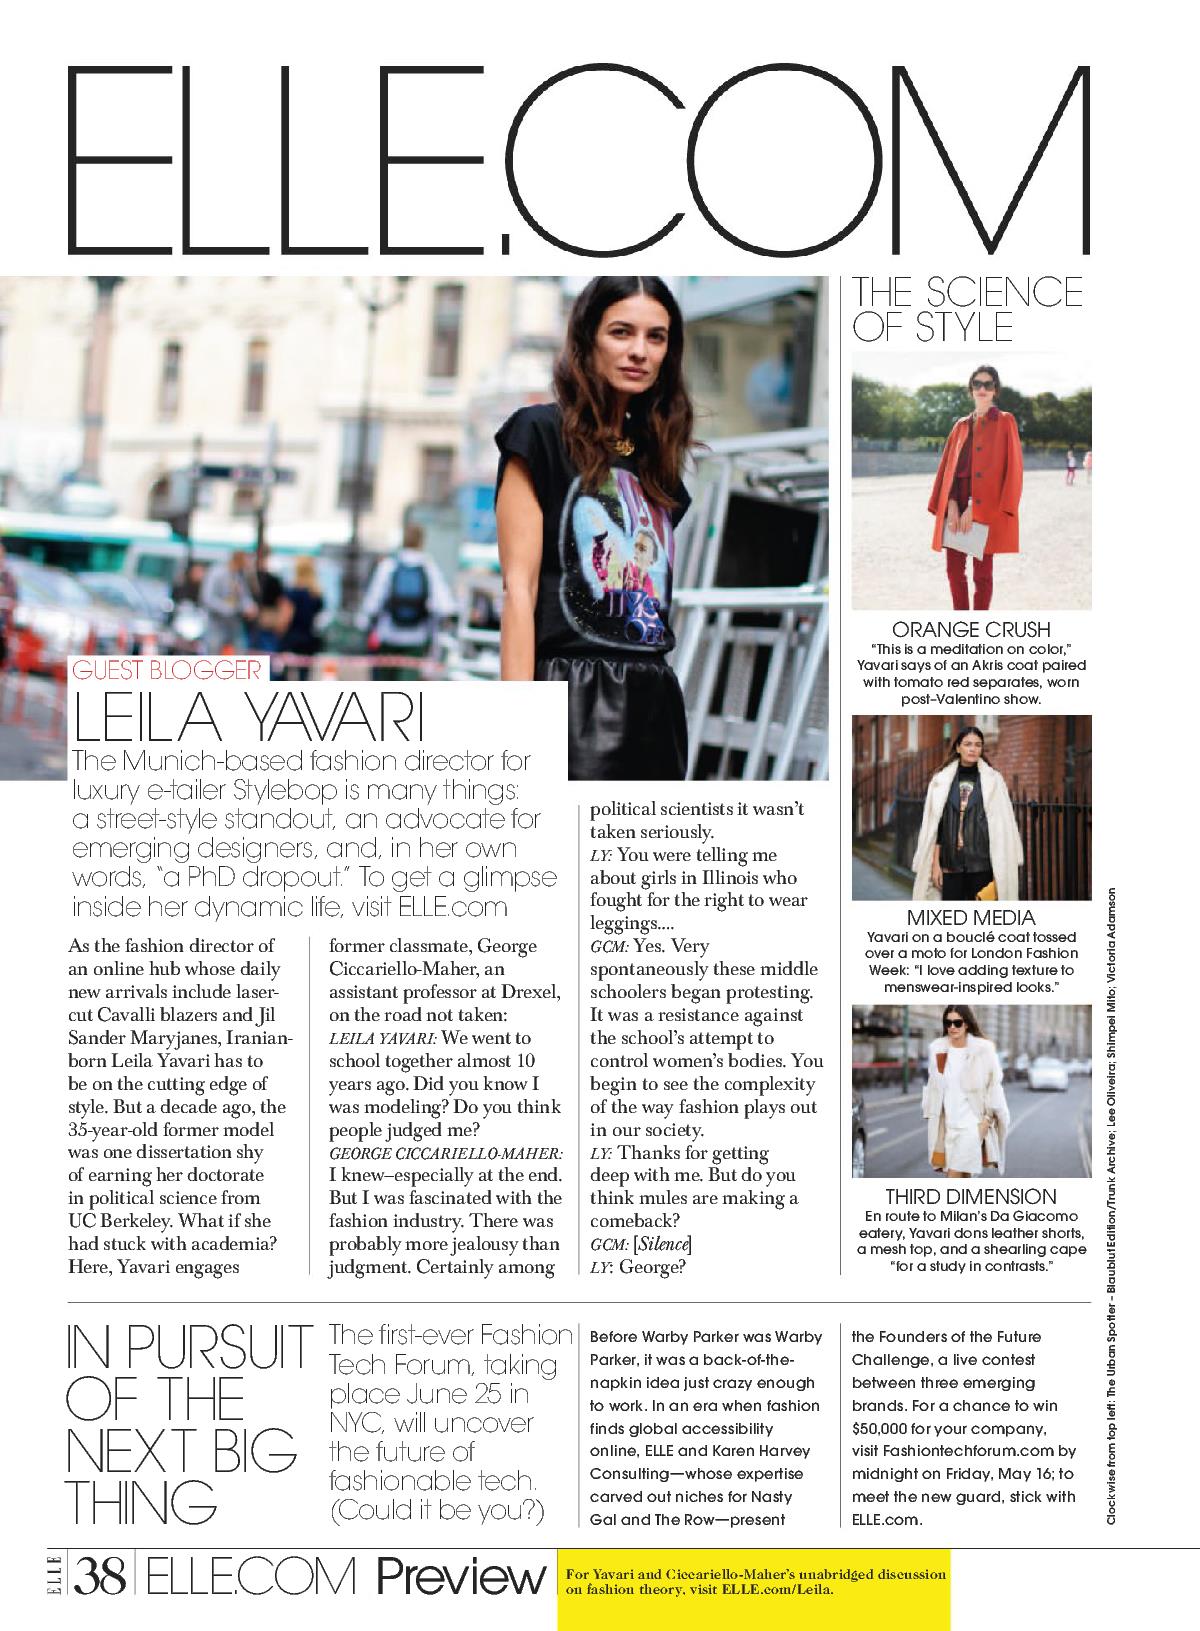 ELLE.COM
GUEST BLOGGER
LEILA YAVARI
The Munich-based fashion director for
luxury e-tailer Stylebop is many things:
a street-style standout, an advocate for
emerging designers, and, in her own
words, “a PhD dropout.” To get a glimpse
inside her dynamic life, visit ELLE.com
As the fashion director of
an online hub whose daily
new arrivals include laser-
cut Cavalli blazers and Jil
Sander Maryjanes, Iranian-
born Leila Yavari has to
be on the cutting edge of
style. But a decade ago, the
35-year-old former model
was one dissertation shy
of earning her doctorate
in political science from
UC Berkeley. What if she
had stuck with academia?
Here, Yavari engages
former classmate, George
Ciccariello-Maher, an
assistant professor at Drexel,
on the road not taken:
LEILA YAVARI: We went to
school together almost 10
years ago. Did you know I
was modeling? Do you think
people judged me?
GEORGE CICCARIELLO-MAHER:
I knew–especially at the end.
But I was fascinated with the
fashion industry. There was
probably more jealousy than
judgment. Certainly among
political scientists it wasn’t
taken seriously.
LY: You were telling me
about girls in Illinois who
fought for the right to wear
leggings....
GCM: Yes. Very
spontaneously these middle
schoolers began protesting.
It was a resistance against
the school’s attempt to
control women’s bodies. You
begin to see the complexity
of the way fashion plays out
in our society.
LY: Thanks for getting
deep with me. But do you
think mules are making a
comeback?
GCM: [Silence]
LY: George?
THE SCIENCE
OF STYLE
ORANGE CRUSH
“This is a meditation on color,”
Yavari says of an Akris coat paired
with tomato red separates, worn
post–Valentino show.
MIXED MEDIA
Yavari on a bouclé coat tossed
over a moto for London Fashion
Week: “I love adding texture to
menswear-inspired looks.”
THIRD DIMENSION
En route to Milan’s Da Giacomo
eatery, Yavari dons leather shorts,
a mesh top, and a shearling cape
“for a study in contrasts.”
Clockwise from top left: The Urban Spotter – Blaublut Edition/Trunk Archive; Lee Oliveira; Shimpei Mito; Victoria Adamson
IN PURSUIT
OF THE
NEXT BIG
THING
The first-ever Fashion
Tech Forum, taking
place June 25 in
NYC, will uncover
the future of
fashionable tech.
(Could it be you?)
Before Warby Parker was Warby
Parker, it was a back-of-the-
napkin idea just crazy enough
to work. In an era when fashion
finds global accessibility
online, ELLE and Karen Harvey
Consulting—whose expertise
carved out niches for Nasty
Gal and The Row—present
the Founders of the Future
Challenge, a live contest
between three emerging
brands. For a chance to win
$50,000 for your company,
visit Fashiontechforum.com by
midnight on Friday, May 16; to
meet the new guard, stick with
ELLE.com.
ELLE
38
ELLE.COM Preview
For Yavari and Ciccariello-Maher’s unabridged discussion
on fashion theory, visit ELLE.com/Leila.